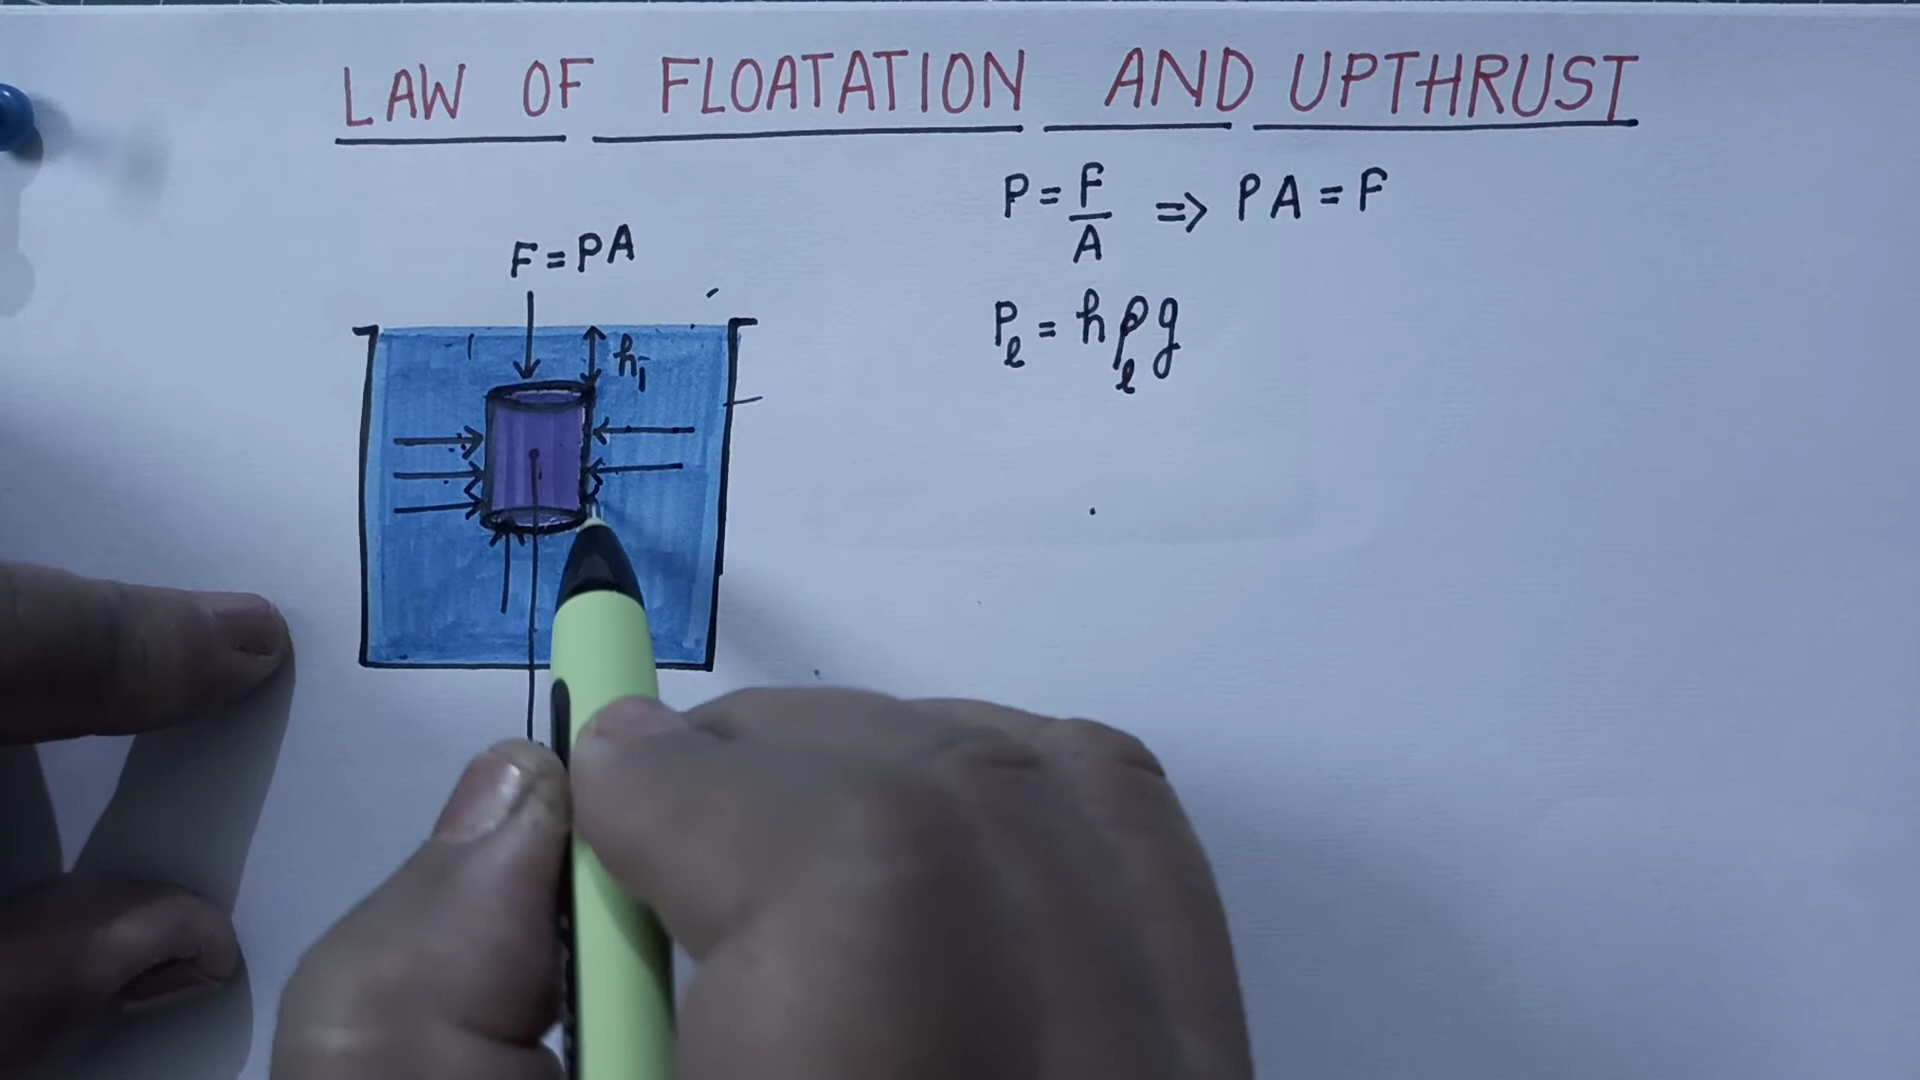 LAW OF FLOATATION AND UPTHRUST
P = F/A => PA = F
F = PA
Pℓ = hρℓg
h₁